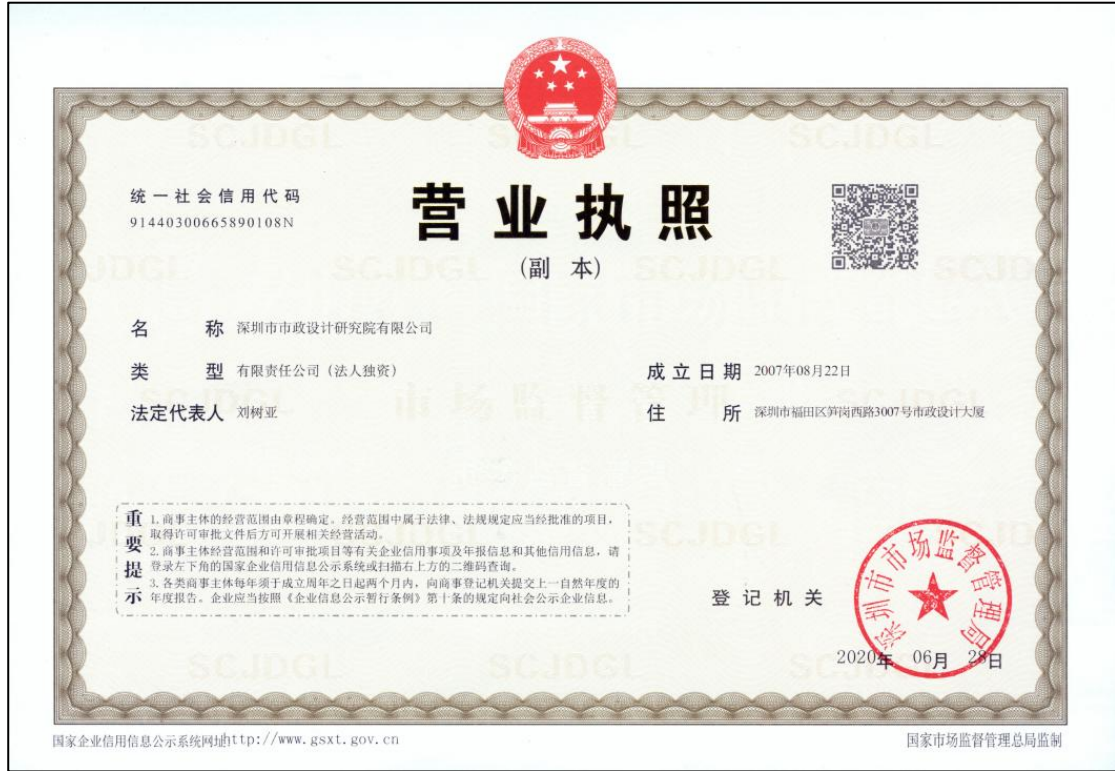 统一社会信用代码
91440300665890108N
营业执照
(副 本)
名 称 深圳市市政设计研究院有限公司
类 型 有限责任公司（法人独资）
法定代表人 刘树亚
成立日期 2007年08月22日
住 所 深圳市福田区笋岗西路3007号市政设计大厦
重要提示
1.商事主体的经营范围由章程确定。经营范围中属于法律、法规规定应当经批准的项目，
取得许可审批文件后方可开展相关经营活动。
2.商事主体经营范围和许可审批项目等有关企业信用事项及年报信息和其他信用信息，请
登录左下角的国家企业信用信息公示系统或扫描右上方的二维码查询。
3.各类商事主体每年须于成立周年之日起两个月内，向商事登记机关提交上一自然年度的
年度报告。企业应当按照《企业信息公示暂行条例》第十条的规定向社会公示企业信息。
登记机关
深圳市市场监督管理局
2020年 06月 28日
国家企业信用信息公示系统网址http://www.gsxt.gov.cn
国家市场监督管理总局监制
SCJDGL
市场监督管理